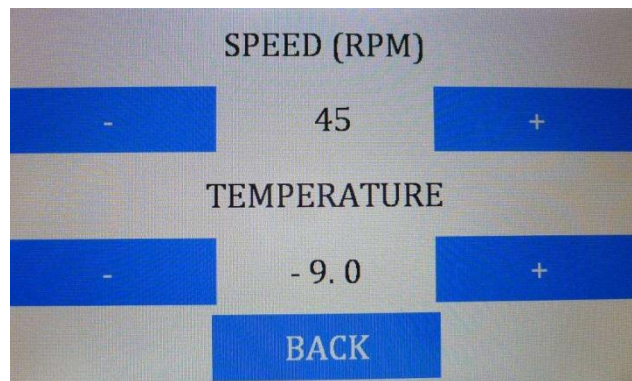 SPEED (RPM)
- 45 +
TEMPERATURE
- - 9. 0 +
BACK